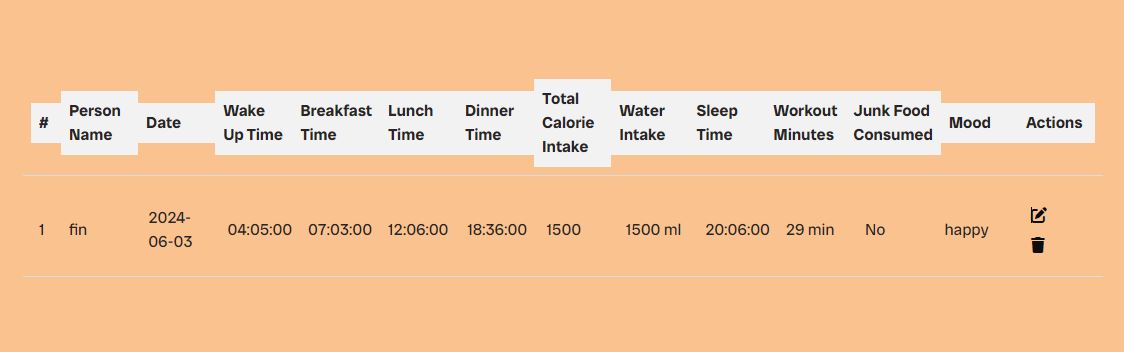 # Person Name Date Wake Up Time Breakfast Time Lunch Time Dinner Time Total Calorie Intake Water Intake Sleep Time Workout Minutes Junk Food Consumed Mood Actions
1 fin 2024-06-03 04:05:00 07:03:00 12:06:00 18:36:00 1500 1500 ml 20:06:00 29 min No happy